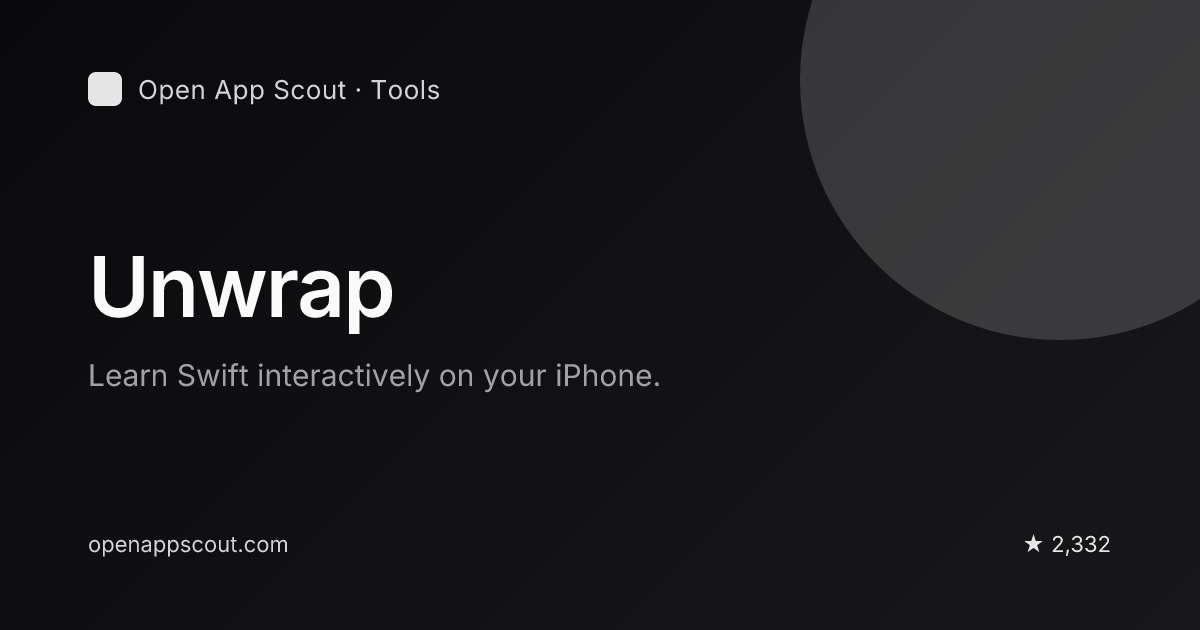 Open App Scout · Tools
Unwrap
Learn Swift interactively on your iPhone.
openappscout.com
★ 2,332